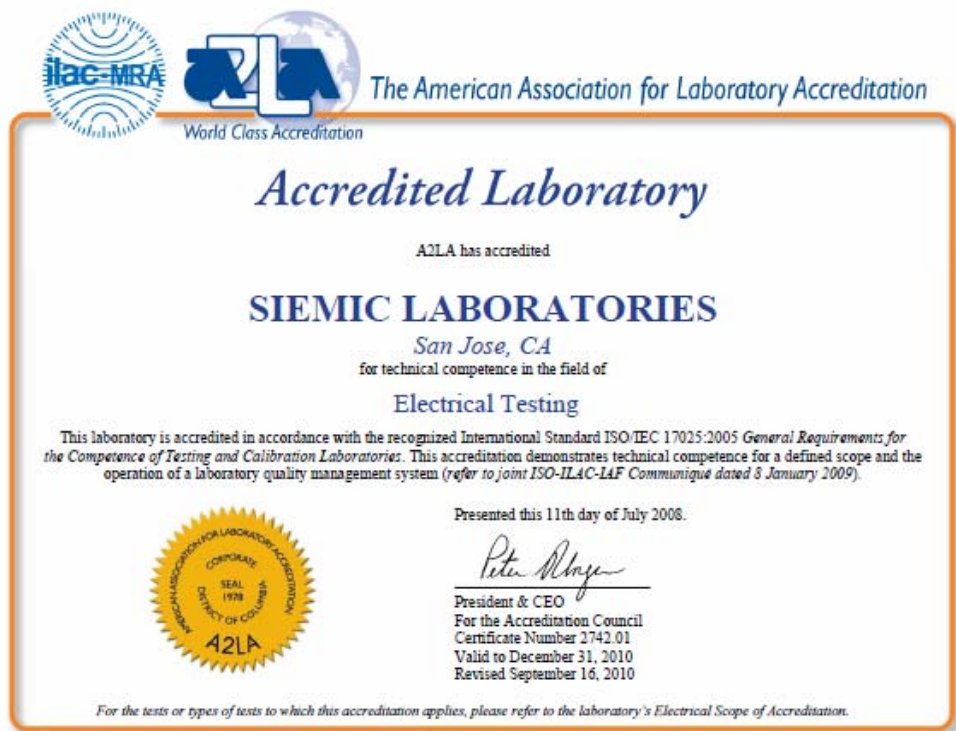 ilac-MRA
A2LA
World Class Accreditation
The American Association for Laboratory Accreditation
Accredited Laboratory
A2LA has accredited
SIEMIC LABORATORIES
San Jose, CA
for technical competence in the field of
Electrical Testing
This laboratory is accredited in accordance with the recognized International Standard ISO/IEC 17025:2005 General Requirements for
the Competence of Testing and Calibration Laboratories. This accreditation demonstrates technical competence for a defined scope and the
operation of a laboratory quality management system (refer to joint ISO-ILAC-IAF Communiqué dated 8 January 2009).
Presented this 11th day of July 2008.
President & CEO
For the Accreditation Council
Certificate Number 2742.01
Valid to December 31, 2010
Revised September 16, 2010
AMERICAN ASSOCIATION FOR LABORATORY ACCREDITATION
CORPORATE
SEAL
1978
DISTRICT OF COLUMBIA
A2LA
For the tests or types of tests to which this accreditation applies, please refer to the laboratory's Electrical Scope of Accreditation.